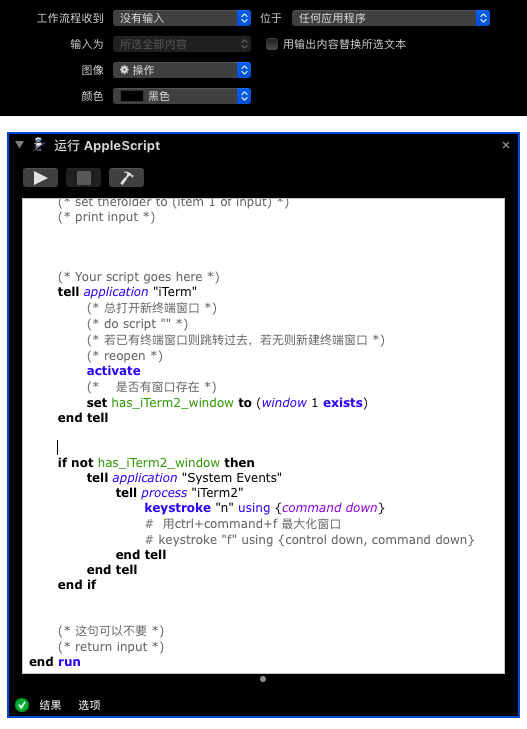 工作流程收到 没有输入 位于 任何应用程序
输入为 所选全部内容 用输出内容替换所选文本
图像 操作
颜色 黑色
运行 AppleScript
(* set thefolder to (item 1 of input) *)
(* print input *)
(* Your script goes here *)
tell application "iTerm"
(* 总打开新终端窗口 *)
(* do script "" *)
(* 若已有终端窗口则跳转过去，若无则新建终端窗口 *)
(* reopen *)
activate
(* 是否有窗口存在 *)
set has_iTerm2_window to (window 1 exists)
end tell
if not has_iTerm2_window then
tell application "System Events"
tell process "iTerm2"
keystroke "n" using {command down}
# 用ctrl+command+f 最大化窗口
# keystroke "f" using {control down, command down}
end tell
end tell
end if
(* 这句可以不要 *)
(* return input *)
end run
结果 选项